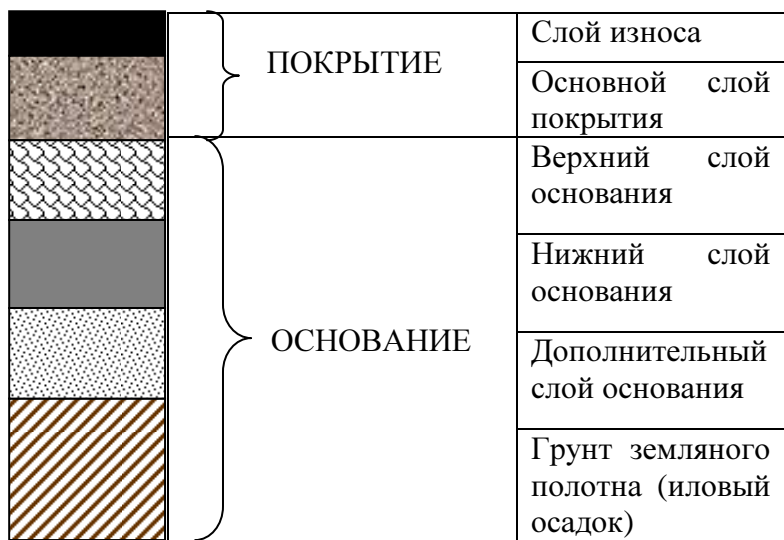 ПОКРЫТИЕ
Слой износа
Основной слой
покрытия
ОСНОВАНИЕ
Верхний слой
основания
Нижний слой
основания
Дополнительный
слой основания
Грунт земляного
полотна (иловый
осадок)